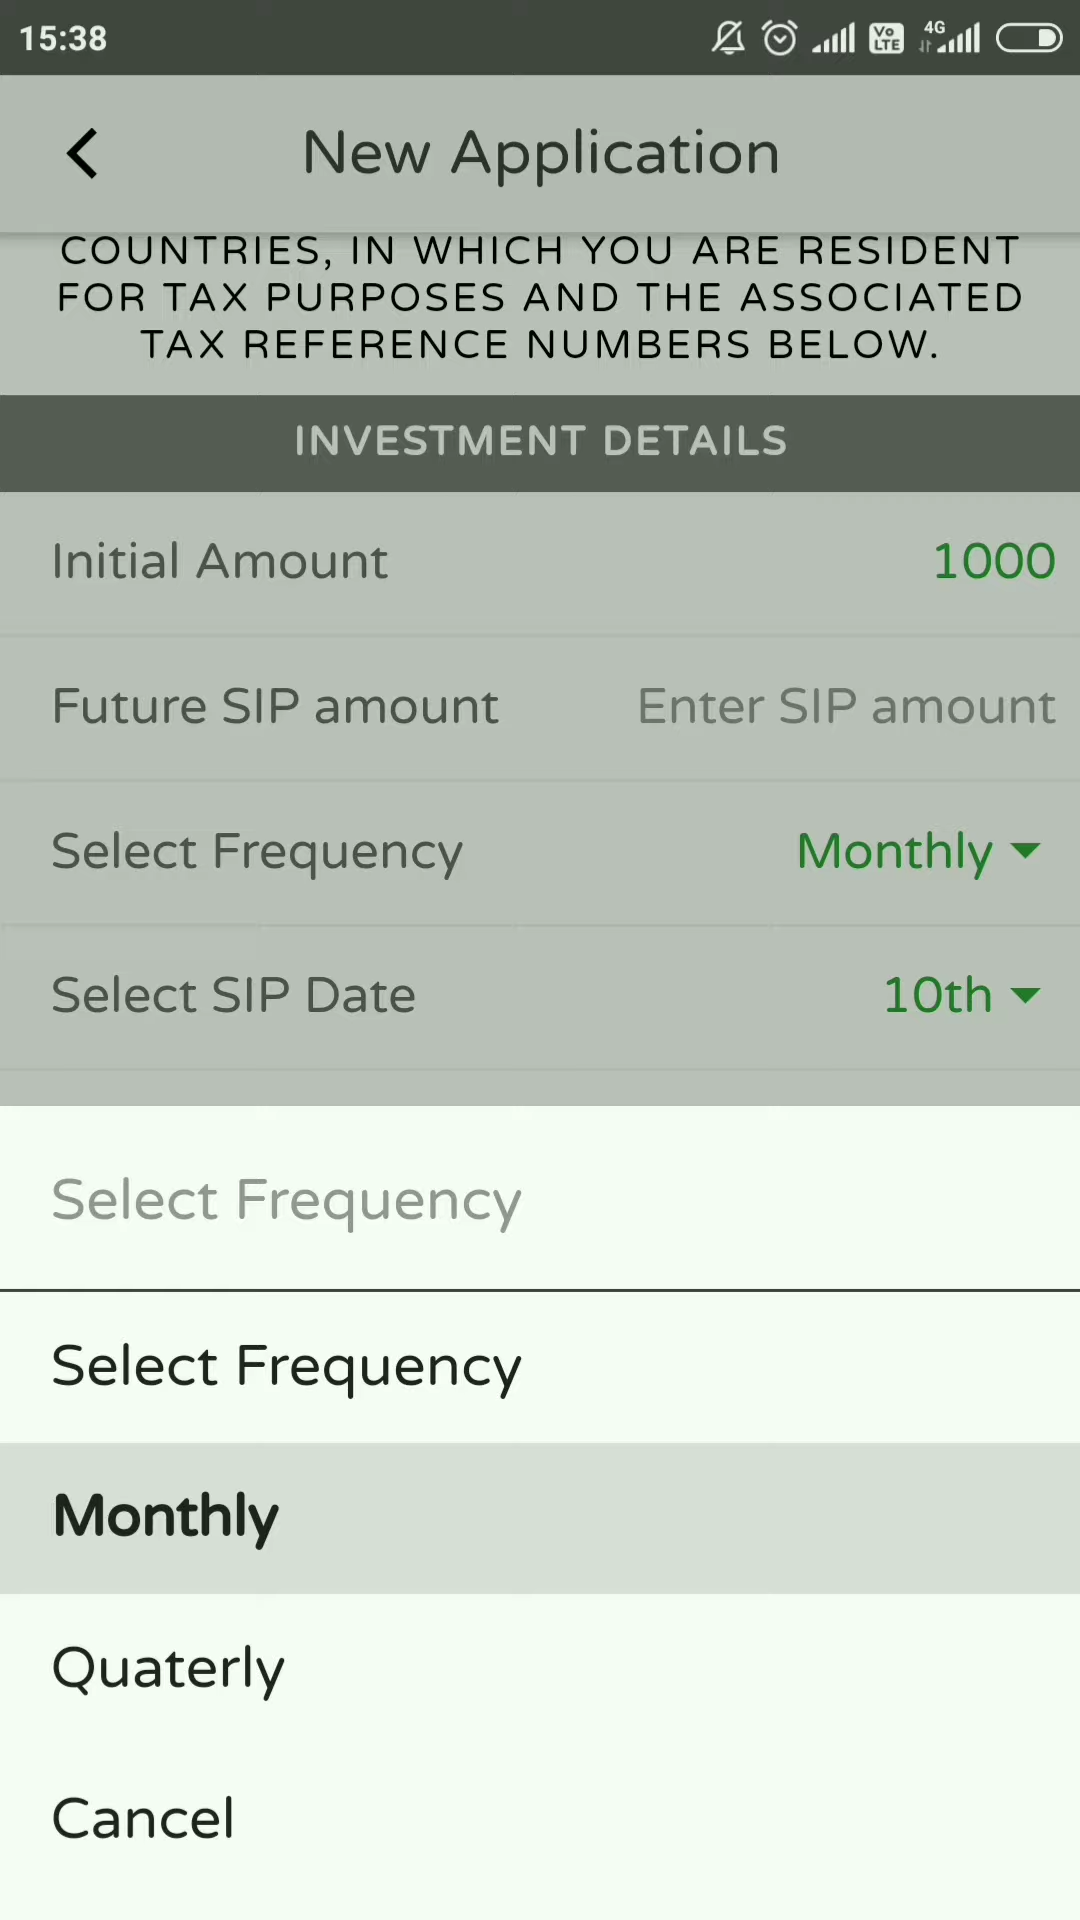 15:38
Vo
LTE
4G
New Application
COUNTRIES, IN WHICH YOU ARE RESIDENT
FOR TAX PURPOSES AND THE ASSOCIATED
TAX REFERENCE NUMBERS BELOW.
INVESTMENT DETAILS
Initial Amount 1000
Future SIP amount Enter SIP amount
Select Frequency Monthly
Select SIP Date 10th
Select Frequency
Select Frequency
Monthly
Quaterly
Cancel